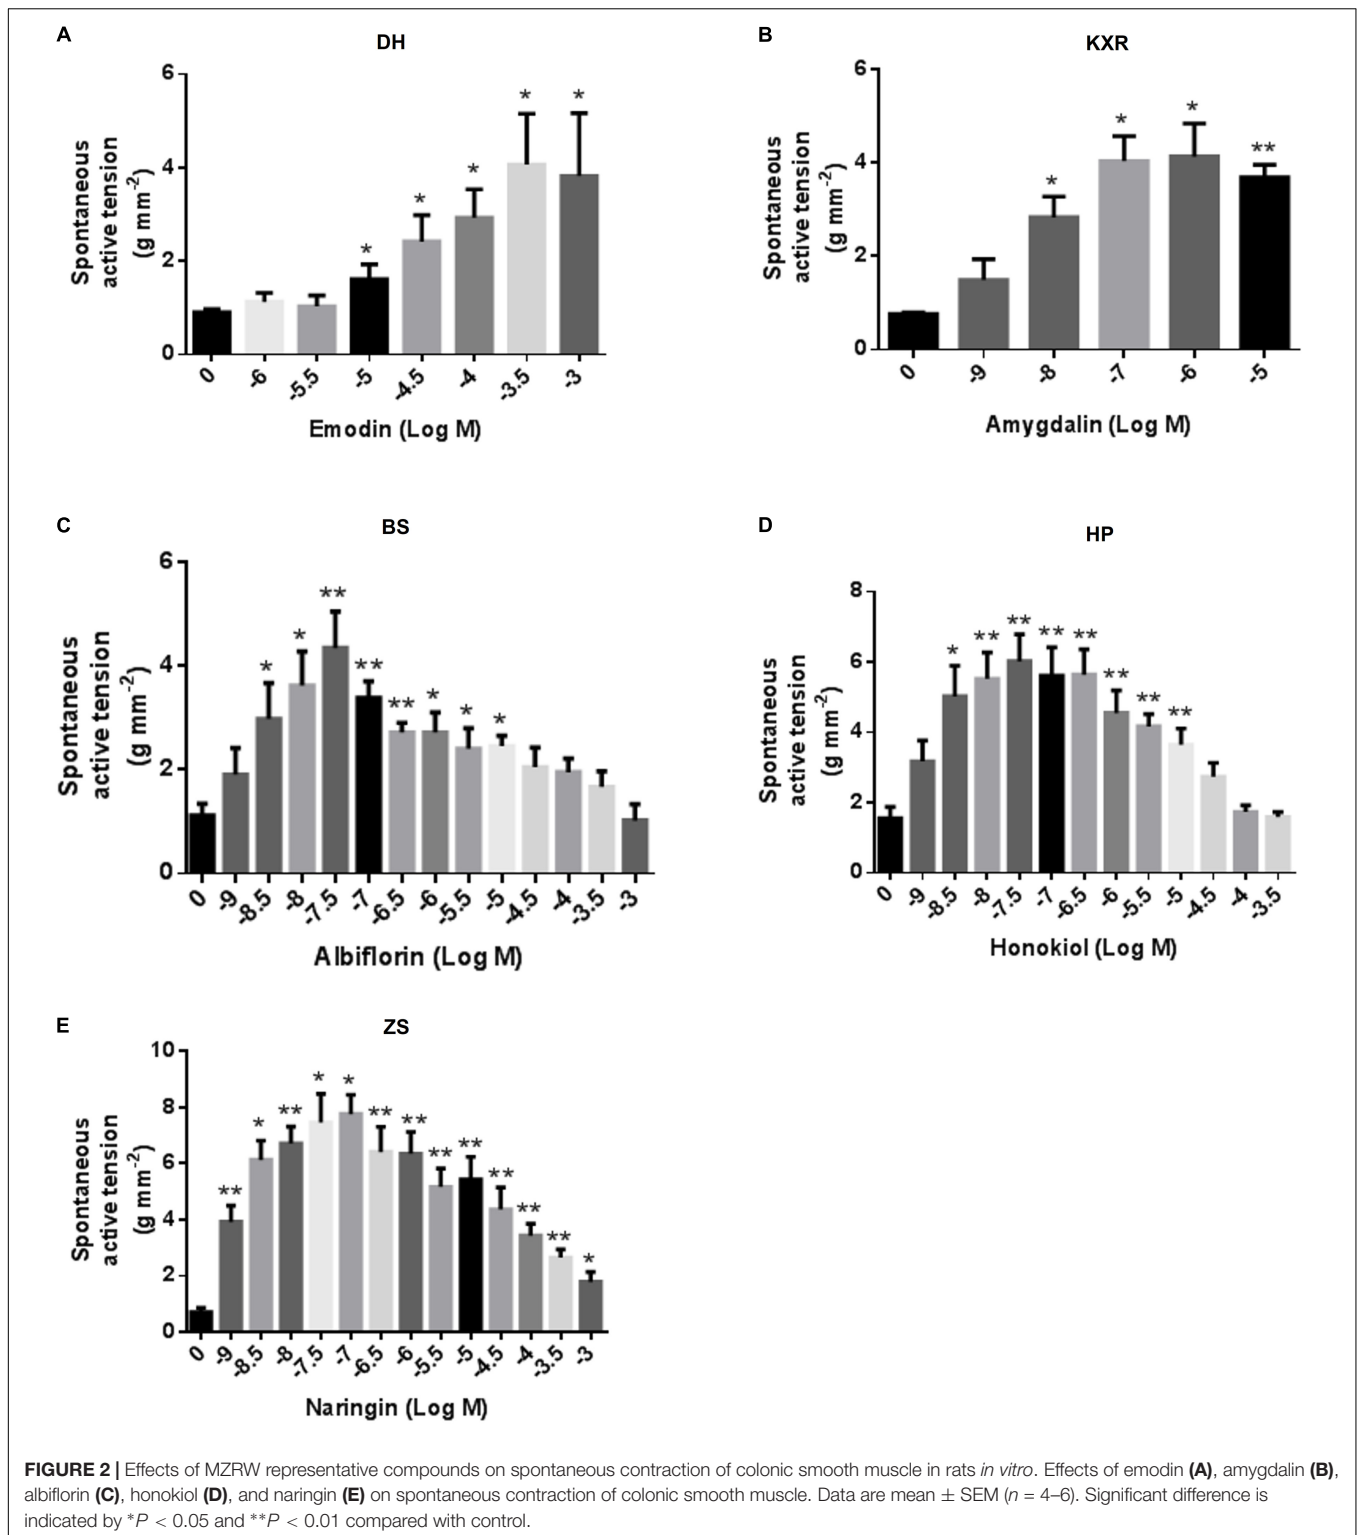 A
DH
Spontaneous
active tension
(g mm-2)
6
4
2
0
* * * * *
0 -6 -5.5 -5 -4.5 -4 -3.5 -3
Emodin (Log M)
B
KXR
Spontaneous
active tension
(g mm-2)
6
4
2
0
* * * **
0 -9 -8 -7 -6 -5
Amygdalin (Log M)
C
BS
Spontaneous
active tension
(g mm-2)
6
4
2
0
* * ** ** ** * * *
0 -9 -8.5 -8 -7.5 -7 -6.5 -6 -5.5 -5 -4.5 -4 -3.5 -3
Albiflorin (Log M)
D
HP
Spontaneous
active tension
(g mm-2)
8
6
4
2
0
* ** ** ** ** ** ** **
0 -9 -8.5 -8 -7.5 -7 -6.5 -6 -5.5 -5 -4.5 -4 -3.5
Honokiol (Log M)
E
ZS
Spontaneous
active tension
(g mm-2)
10
8
6
4
2
0
** * ** * * ** ** ** ** ** ** ** *
0 -9 -8.5 -8 -7.5 -7 -6.5 -6 -5.5 -5 -4.5 -4 -3.5 -3
Naringin (Log M)
FIGURE 2 | Effects of MZRW representative compounds on spontaneous contraction of colonic smooth muscle in rats in vitro. Effects of emodin (A), amygdalin (B),
albiflorin (C), honokiol (D), and naringin (E) on spontaneous contraction of colonic smooth muscle. Data are mean ± SEM (n = 4–6). Significant difference is
indicated by *P < 0.05 and **P < 0.01 compared with control.